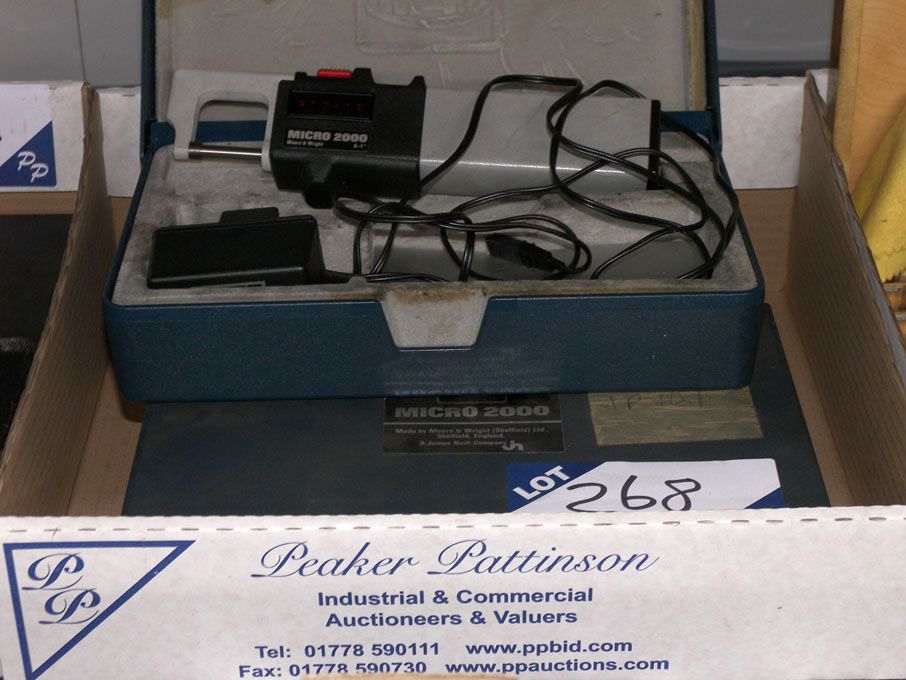 MICRO 2000
Moore & Wright 0-1"
PP
MICRO 2000
Made by Moore & Wright (Sheffield) Ltd.,
Sheffield, England.
A James Neill Company
LOT 268
PP
Peaker Pattinson
Industrial & Commercial
Auctioneers & Valuers
Tel: 01778 590111 www.ppbid.com
Fax: 01778 590730 www.ppauctions.com